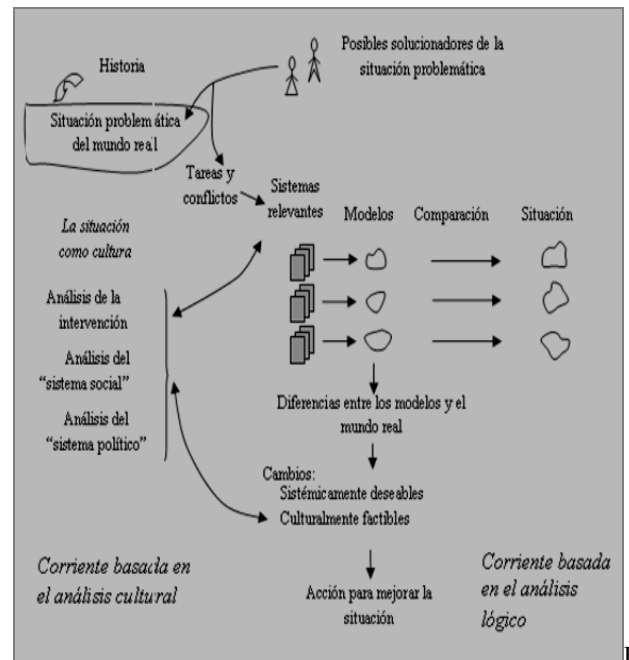 Posibles solucionadores de la
situación problemática
Historia
Situación problemática
del mundo real
Tareas y
conflictos
Sistemas
relevantes
Modelos
Comparación
Situación
La situación
como cultura
Análisis de la
intervención
Análisis del
“sistema social”
Análisis del
“sistema político”
Diferencias entre los modelos y el
mundo real
Cambios:
Sistémicamente deseables
Culturalmente factibles
Acción para mejorar la
situación
Corriente basada en
el análisis cultural
Corriente basada
en el análisis
lógico